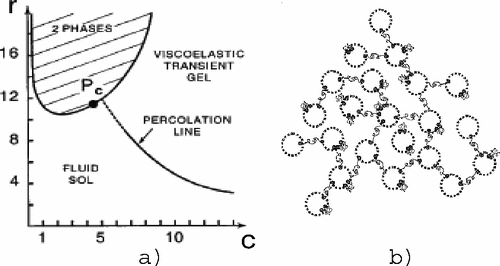 r
2 PHASES
16
VISCOELASTIC
TRANSIENT
GEL
Pc
12
PERCOLATION
LINE
8
FLUID
SOL
4
1 5 10 C
a) b)